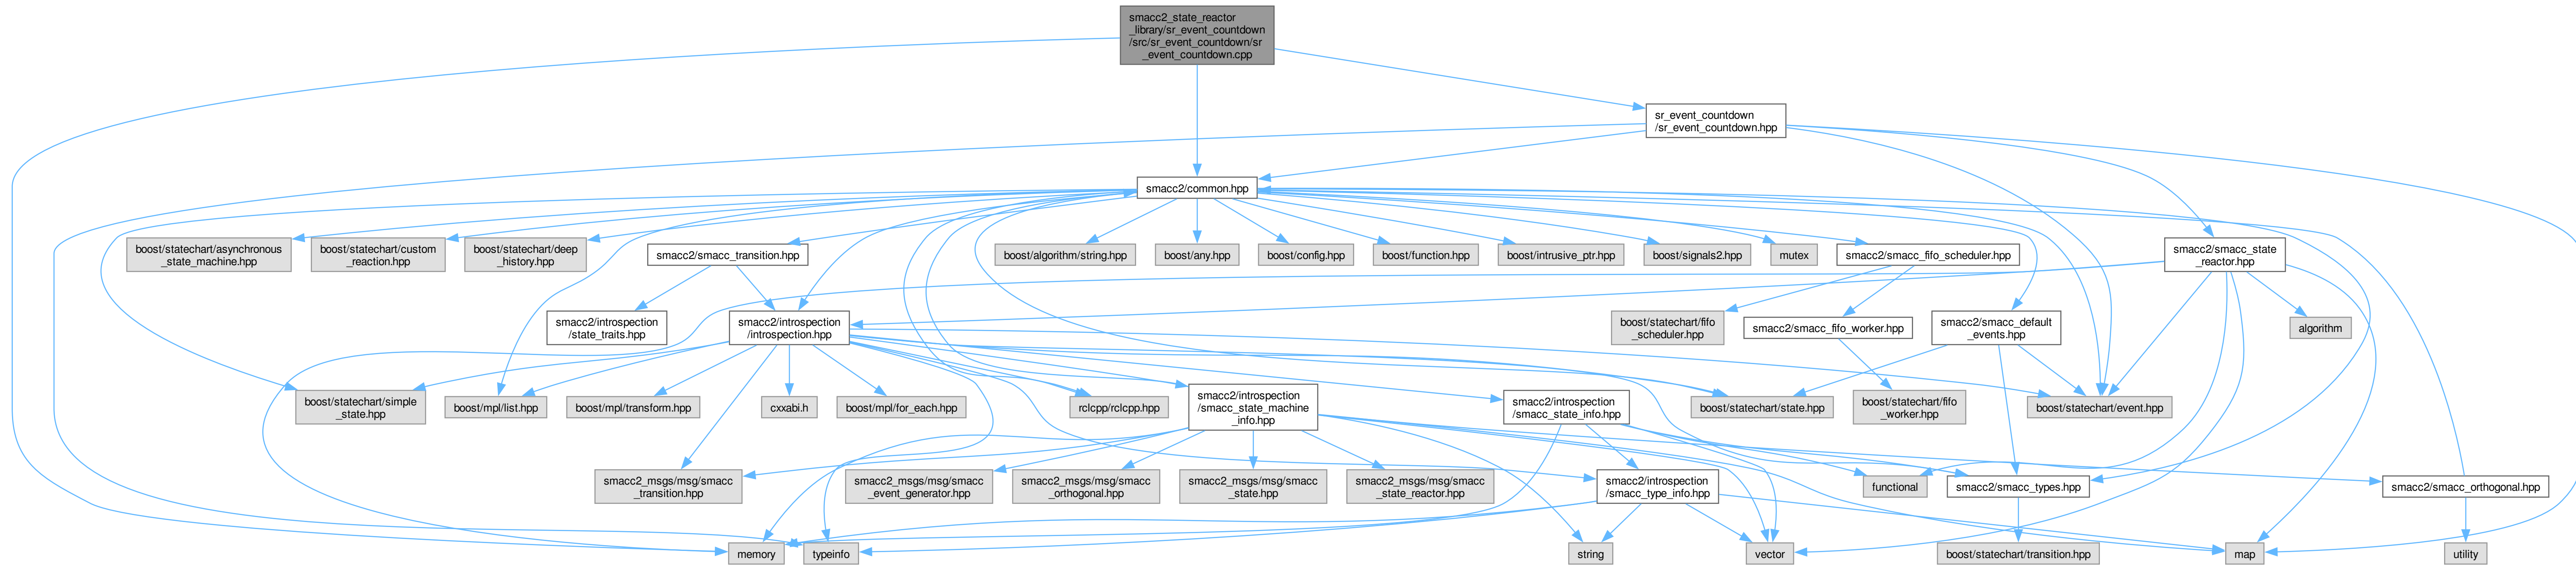 smacc2_state_reactor
_library/sr_event_countdown
/src/sr_event_countdown/sr
_event_countdown.cpp
sr_event_countdown
/sr_event_countdown.hpp
smacc2/common.hpp
boost/statechart/asynchronous
_state_machine.hpp
boost/statechart/custom
_reaction.hpp
boost/statechart/deep
_history.hpp
smacc2/smacc_transition.hpp
boost/algorithm/string.hpp
boost/any.hpp
boost/config.hpp
boost/function.hpp
boost/intrusive_ptr.hpp
boost/signals2.hpp
mutex
smacc2/smacc_fifo_scheduler.hpp
smacc2/smacc_state
_reactor.hpp
smacc2/introspection
/state_traits.hpp
smacc2/introspection
/introspection.hpp
boost/statechart/fifo
_scheduler.hpp
smacc2/smacc_fifo_worker.hpp
smacc2/smacc_default
_events.hpp
algorithm
boost/statechart/simple
_state.hpp
boost/mpl/list.hpp
boost/mpl/transform.hpp
cxxabi.h
boost/mpl/for_each.hpp
rclcpp/rclcpp.hpp
smacc2/introspection
/smacc_state_machine
_info.hpp
smacc2/introspection
/smacc_state_info.hpp
boost/statechart/state.hpp
boost/statechart/fifo
_worker.hpp
boost/statechart/event.hpp
smacc2_msgs/msg/smacc
_transition.hpp
smacc2_msgs/msg/smacc
_event_generator.hpp
smacc2_msgs/msg/smacc
_orthogonal.hpp
smacc2_msgs/msg/smacc
_state.hpp
smacc2_msgs/msg/smacc
_state_reactor.hpp
smacc2/introspection
/smacc_type_info.hpp
functional
smacc2/smacc_types.hpp
smacc2/smacc_orthogonal.hpp
memory
typeinfo
string
vector
boost/statechart/transition.hpp
map
utility